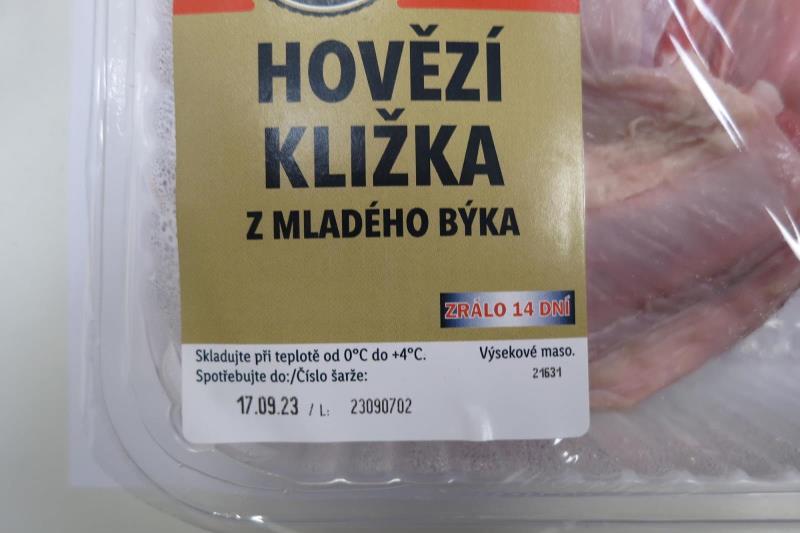 HOVĚZÍ
KLIŽKA
Z MLADÉHO BÝKA
ZRÁLO 14 DNÍ
Skladujte při teplotě od 0°C do +4°C.
Výsekové maso.
Spotřebujte do:/Číslo šarže:
21631
17.09.23 / L: 23090702